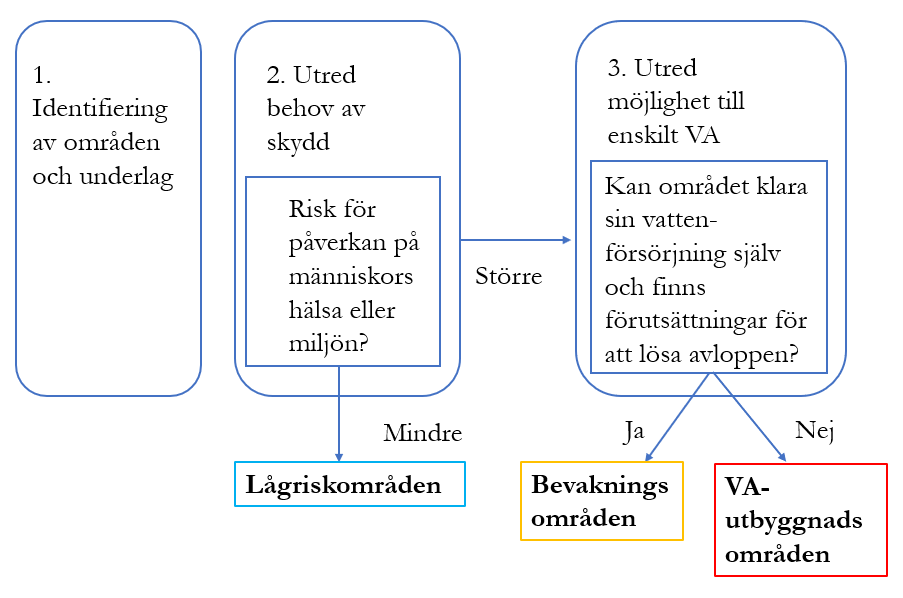 1.
Identifiering
av områden
och underlag
2. Utred
behov av
skydd
Risk för
påverkan på
människors
hälsa eller
miljön?
Större
3. Utred
möjlighet till
enskilt VA
Kan området klara
sin vatten-
försörjning själv
och finns
förutsättningar för
att lösa avloppen?
Mindre
Ja
Nej
Lågriskområden
Bevaknings
områden
VA-
utbyggnads
områden